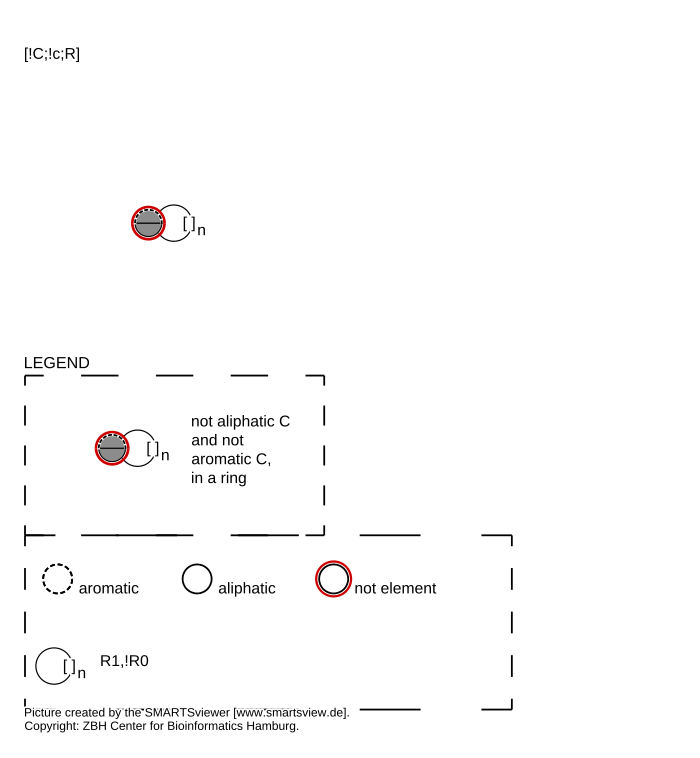 [!C;!c;R]
[ ]n
LEGEND
[ ]n
not aliphatic C
and not
aromatic C,
in a ring
aromatic
aliphatic
not element
[ ]n
R1,!R0
Picture created by the SMARTSviewer [www.smartsview.de].
Copyright: ZBH Center for Bioinformatics Hamburg.